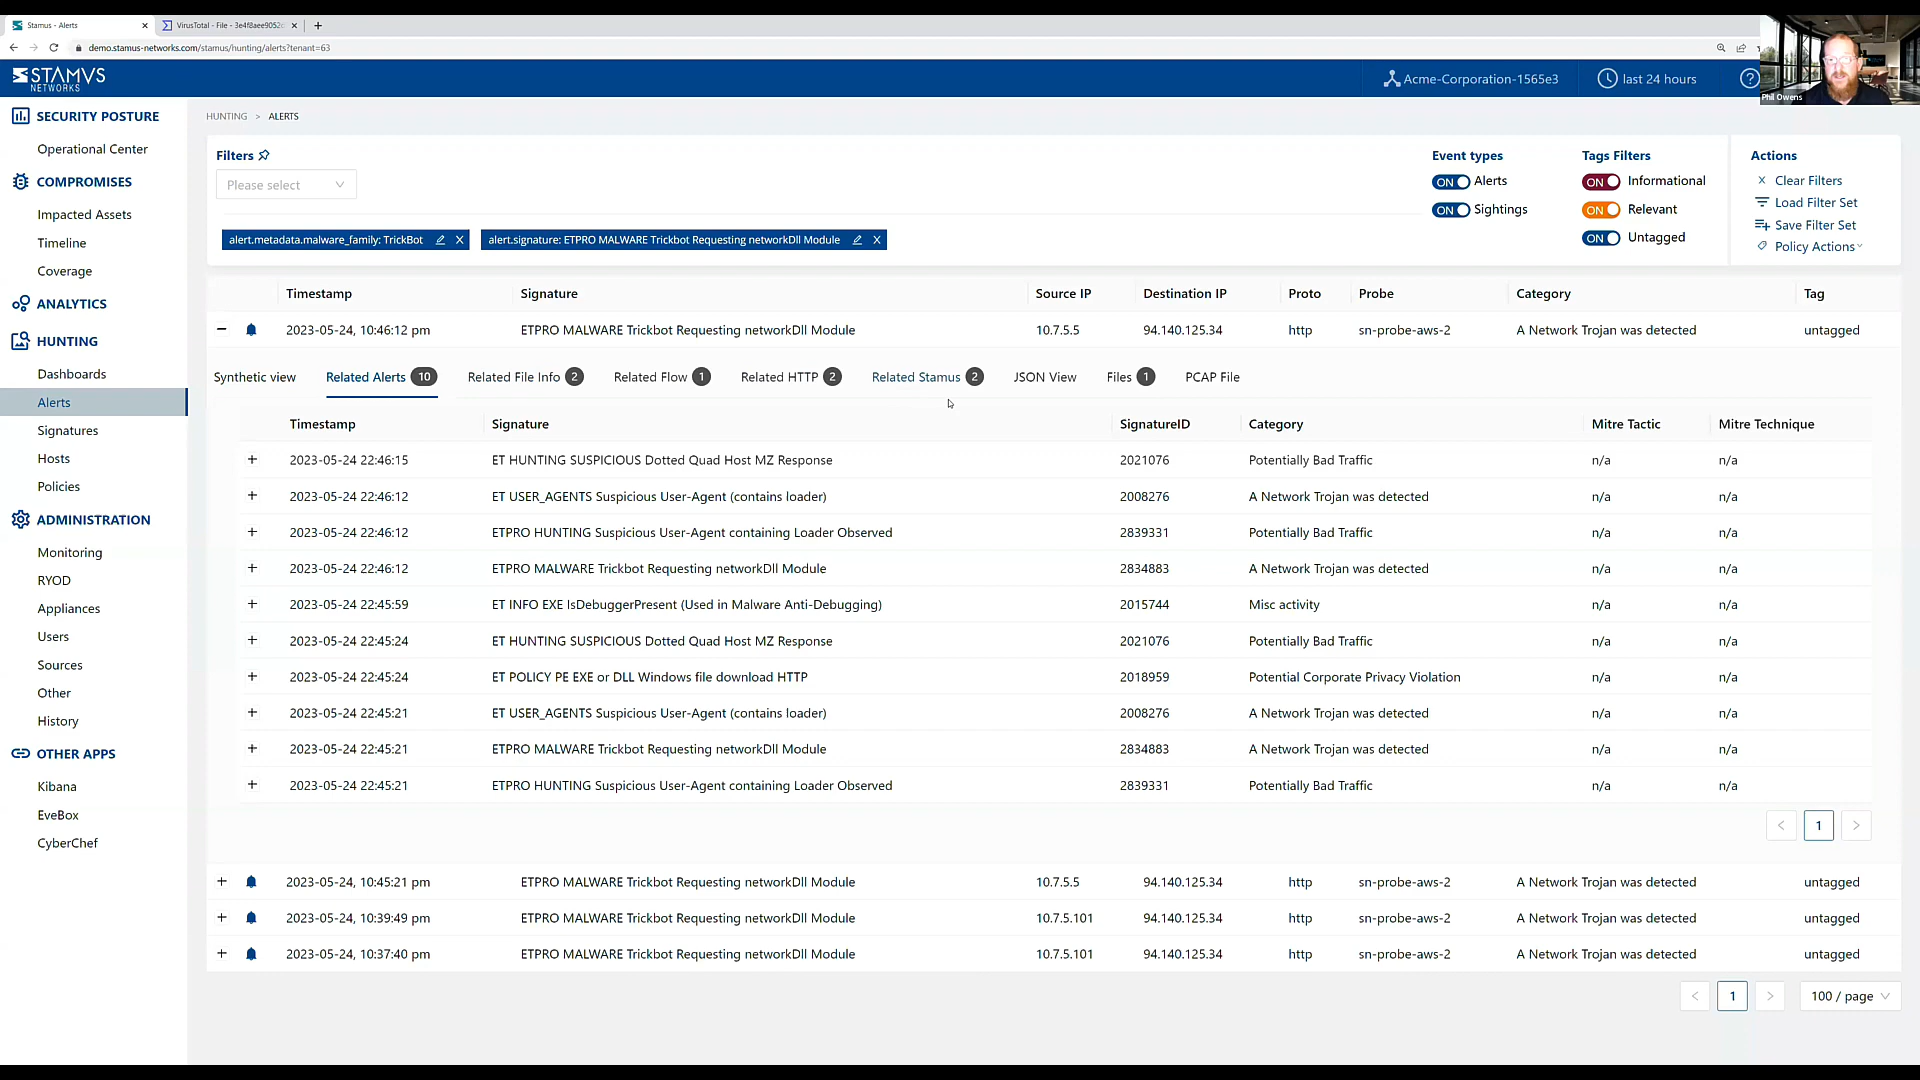 Stamus - Alerts
VirusTotal - File - 3e4f8aee9052
demo.stamus-networks.com/stamus/hunting/alerts?tenant=63
STAMVS
NETWORKS
Acme-Corporation-1565e3
last 24 hours
?
Phil Owens
SECURITY POSTURE
Operational Center
COMPROMISES
Impacted Assets
Timeline
Coverage
ANALYTICS
HUNTING
Dashboards
Alerts
Signatures
Hosts
Policies
ADMINISTRATION
Monitoring
RYOD
Appliances
Users
Sources
Other
History
OTHER APPS
Kibana
EveBox
CyberChef
HUNTING > ALERTS
Filters
Please select
alert.metadata.malware_family: TrickBot
alert.signature: ETPRO MALWARE Trickbot Requesting networkDll Module
Event types
ON Alerts
ON Sightings
Tags Filters
ON Informational
ON Relevant
ON Untagged
Actions
Clear Filters
Load Filter Set
Save Filter Set
Policy Actions
Timestamp Signature Source IP Destination IP Proto Probe Category Tag
2023-05-24, 10:46:12 pm ETPRO MALWARE Trickbot Requesting networkDll Module 10.7.5.5 94.140.125.34 http sn-probe-aws-2 A Network Trojan was detected untagged
Synthetic view Related Alerts 10 Related File Info 2 Related Flow 1 Related HTTP 2 Related Stamus 2 JSON View Files 1 PCAP File
Timestamp Signature SignatureID Category Mitre Tactic Mitre Technique
2023-05-24 22:46:15 ET HUNTING SUSPICIOUS Dotted Quad Host MZ Response 2021076 Potentially Bad Traffic n/a n/a
2023-05-24 22:46:12 ET USER_AGENTS Suspicious User-Agent (contains loader) 2008276 A Network Trojan was detected n/a n/a
2023-05-24 22:46:12 ETPRO HUNTING Suspicious User-Agent containing Loader Observed 2839331 Potentially Bad Traffic n/a n/a
2023-05-24 22:46:12 ETPRO MALWARE Trickbot Requesting networkDll Module 2834883 A Network Trojan was detected n/a n/a
2023-05-24 22:45:59 ET INFO EXE IsDebuggerPresent (Used in Malware Anti-Debugging) 2015744 Misc activity n/a n/a
2023-05-24 22:45:24 ET HUNTING SUSPICIOUS Dotted Quad Host MZ Response 2021076 Potentially Bad Traffic n/a n/a
2023-05-24 22:45:24 ET POLICY PE EXE or DLL Windows file download HTTP 2018959 Potential Corporate Privacy Violation n/a n/a
2023-05-24 22:45:21 ET USER_AGENTS Suspicious User-Agent (contains loader) 2008276 A Network Trojan was detected n/a n/a
2023-05-24 22:45:21 ETPRO MALWARE Trickbot Requesting networkDll Module 2834883 A Network Trojan was detected n/a n/a
2023-05-24 22:45:21 ETPRO HUNTING Suspicious User-Agent containing Loader Observed 2839331 Potentially Bad Traffic n/a n/a
< 1 >
2023-05-24, 10:45:21 pm ETPRO MALWARE Trickbot Requesting networkDll Module 10.7.5.5 94.140.125.34 http sn-probe-aws-2 A Network Trojan was detected untagged
2023-05-24, 10:39:49 pm ETPRO MALWARE Trickbot Requesting networkDll Module 10.7.5.101 94.140.125.34 http sn-probe-aws-2 A Network Trojan was detected untagged
2023-05-24, 10:37:40 pm ETPRO MALWARE Trickbot Requesting networkDll Module 10.7.5.101 94.140.125.34 http sn-probe-aws-2 A Network Trojan was detected untagged
< 1 > 100 / page